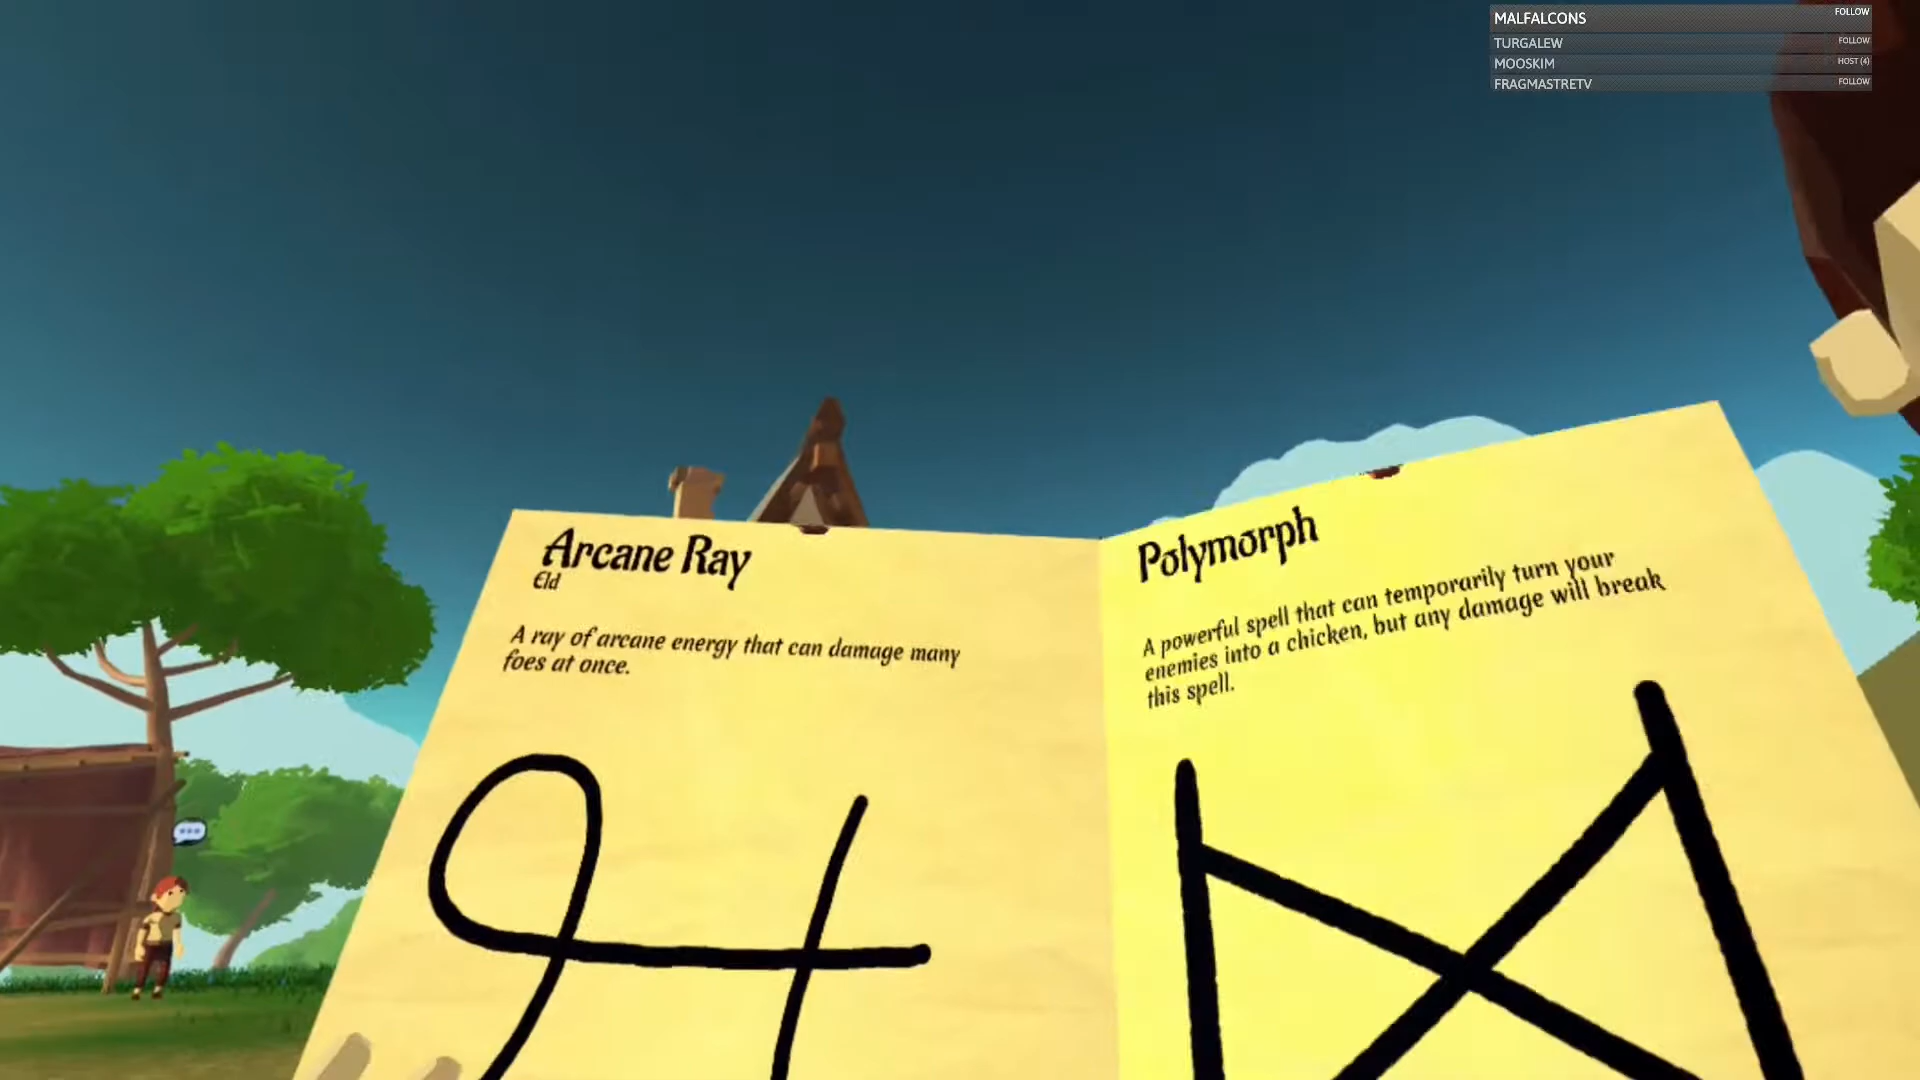 MALFALCONS FOLLOW
TURGALEW FOLLOW
MOOSKIM HOST (4)
FRAGMASTRETV FOLLOW
Arcane Ray
Eld
A ray of arcane energy that can damage many
foes at once.
Polymorph
A powerful spell that can temporarily turn your
enemies into a chicken, but any damage will break
this spell.